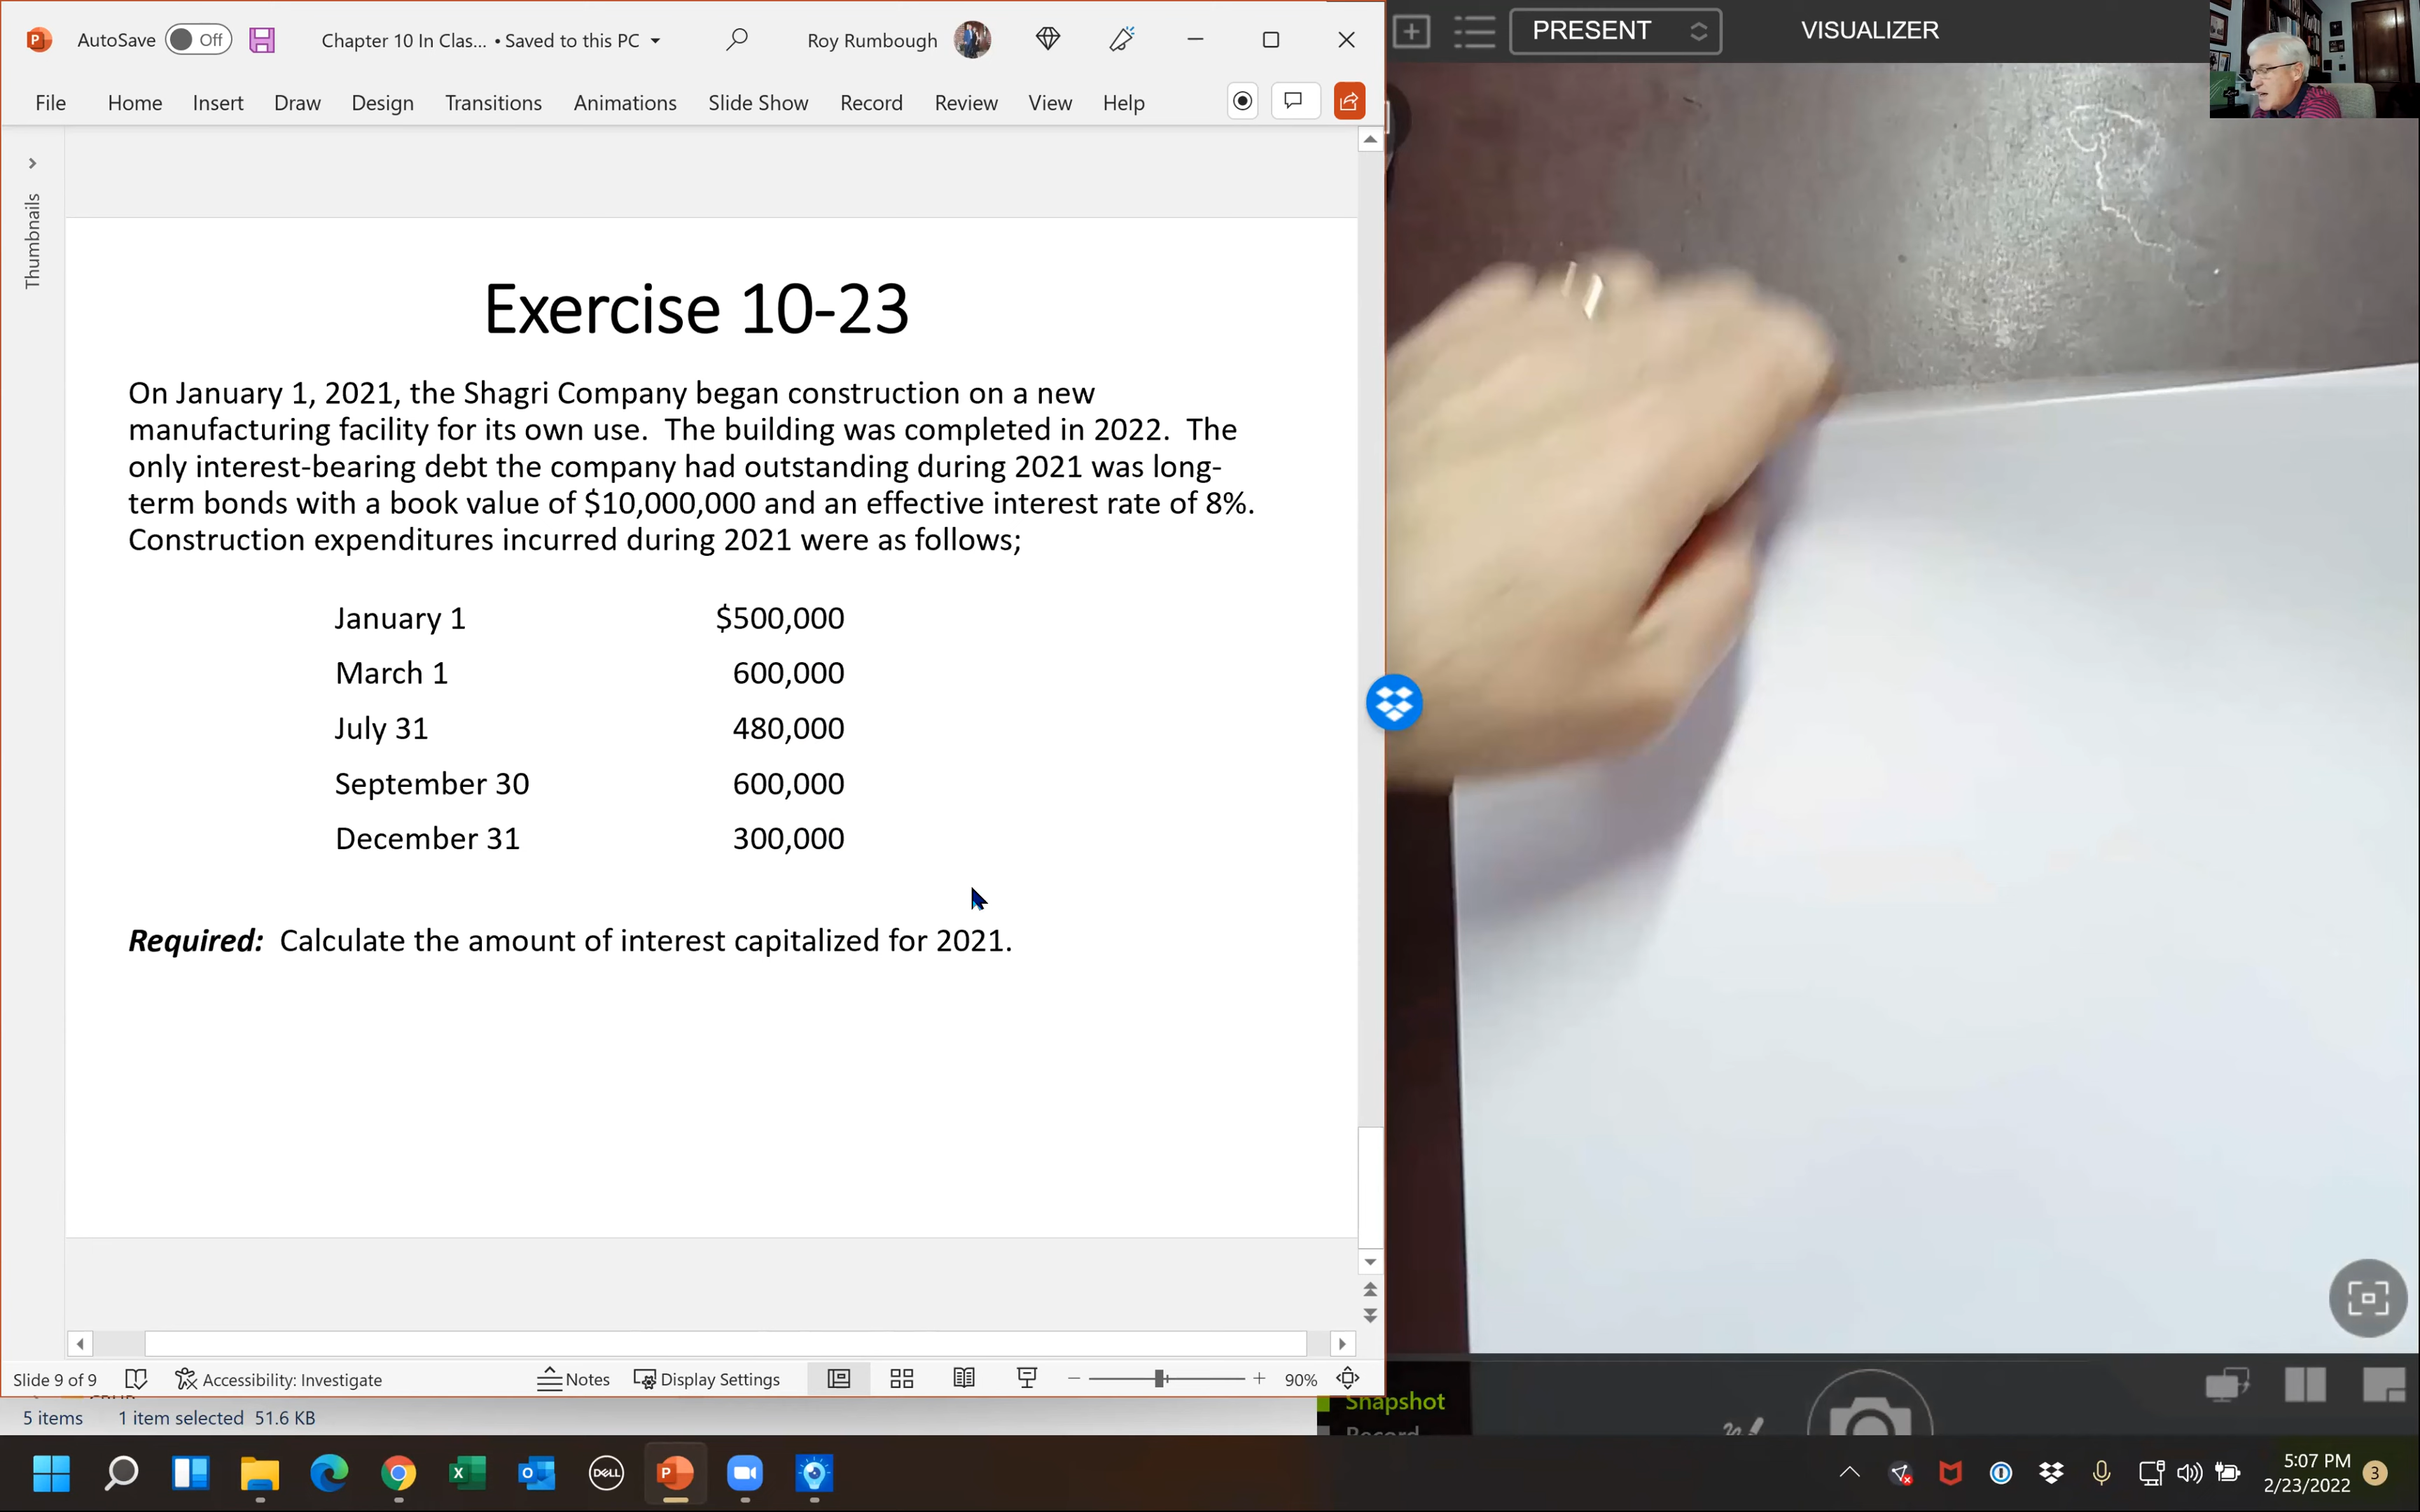 AutoSave Off Chapter 10 In Clas... • Saved to this PC Roy Rumbough
File Home Insert Draw Design Transitions Animations Slide Show Record Review View Help
Thumbnails
Exercise 10-23
On January 1, 2021, the Shagri Company began construction on a new
manufacturing facility for its own use. The building was completed in 2022. The
only interest-bearing debt the company had outstanding during 2021 was long-
term bonds with a book value of $10,000,000 and an effective interest rate of 8%.
Construction expenditures incurred during 2021 were as follows;
January 1 $500,000
March 1 600,000
July 31 480,000
September 30 600,000
December 31 300,000
Required: Calculate the amount of interest capitalized for 2021.
Slide 9 of 9 Accessibility: Investigate Notes Display Settings 90%
5 items 1 item selected 51.6 KB
PRESENT VISUALIZER
Snapshot
Record
DELL
5:07 PM
2/23/2022 3